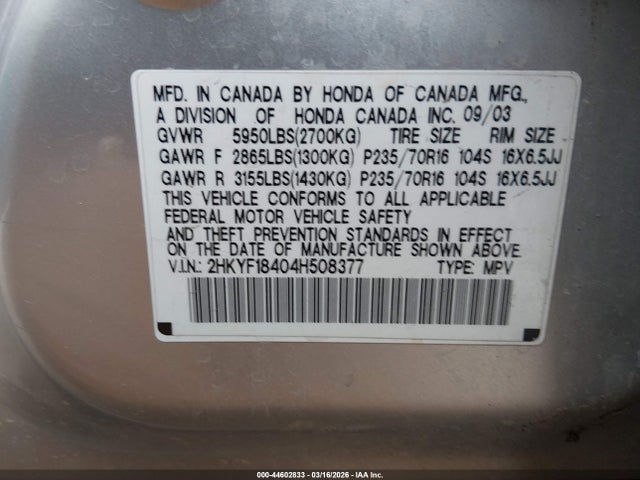 MFD. IN CANADA BY HONDA OF CANADA MFG.,
A DIVISION OF HONDA CANADA INC. 09/03
GVWR 5950LBS(2700KG) TIRE SIZE RIM SIZE
GAWR F 2865LBS(1300KG) P235/70R16 104S 16X6.5JJ
GAWR R 3155LBS(1430KG) P235/70R16 104S 16X6.5JJ
THIS VEHICLE CONFORMS TO ALL APPLICABLE
FEDERAL MOTOR VEHICLE SAFETY
AND THEFT PREVENTION STANDARDS IN EFFECT
ON THE DATE OF MANUFACTURE SHOWN ABOVE.
V.I.N.: 2HKYF18404H508377 TYPE: MPV
000-44602833 - 03/16/2026 - IAA Inc.